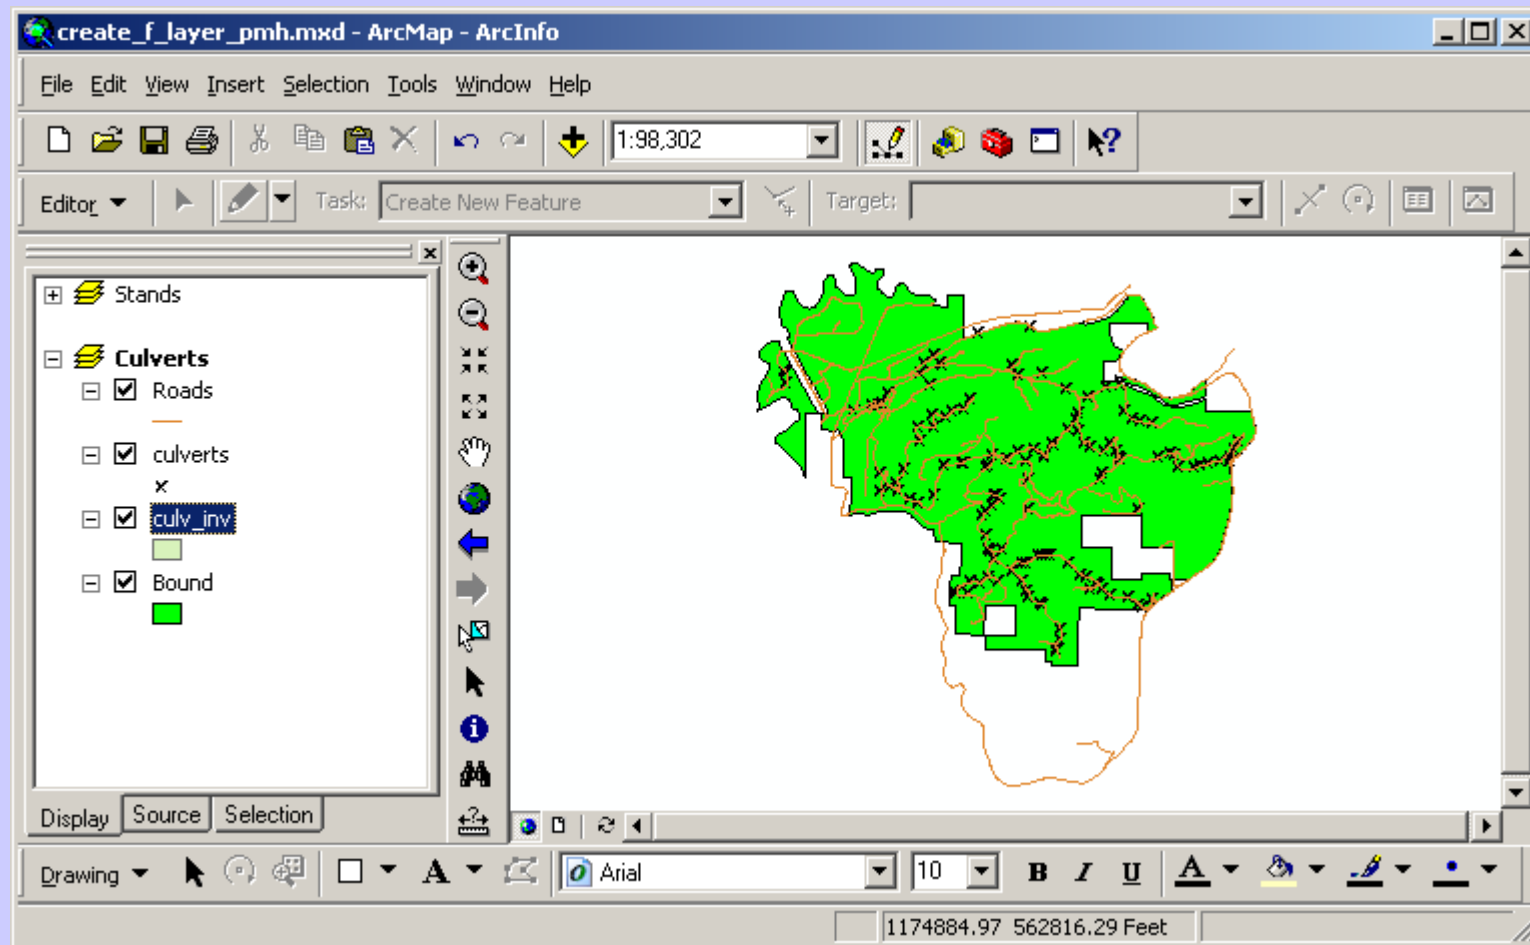 create_f_layer_pmh.mxd - ArcMap - ArcInfo
File Edit View Insert Selection Tools Window Help
1:98,302
Editor Task: Create New Feature Target:
Stands
Culverts
Roads
culverts
culv_inv
Bound
Display Source Selection
Drawing A Arial 10 B I U A
1174884.97 562816.29 Feet